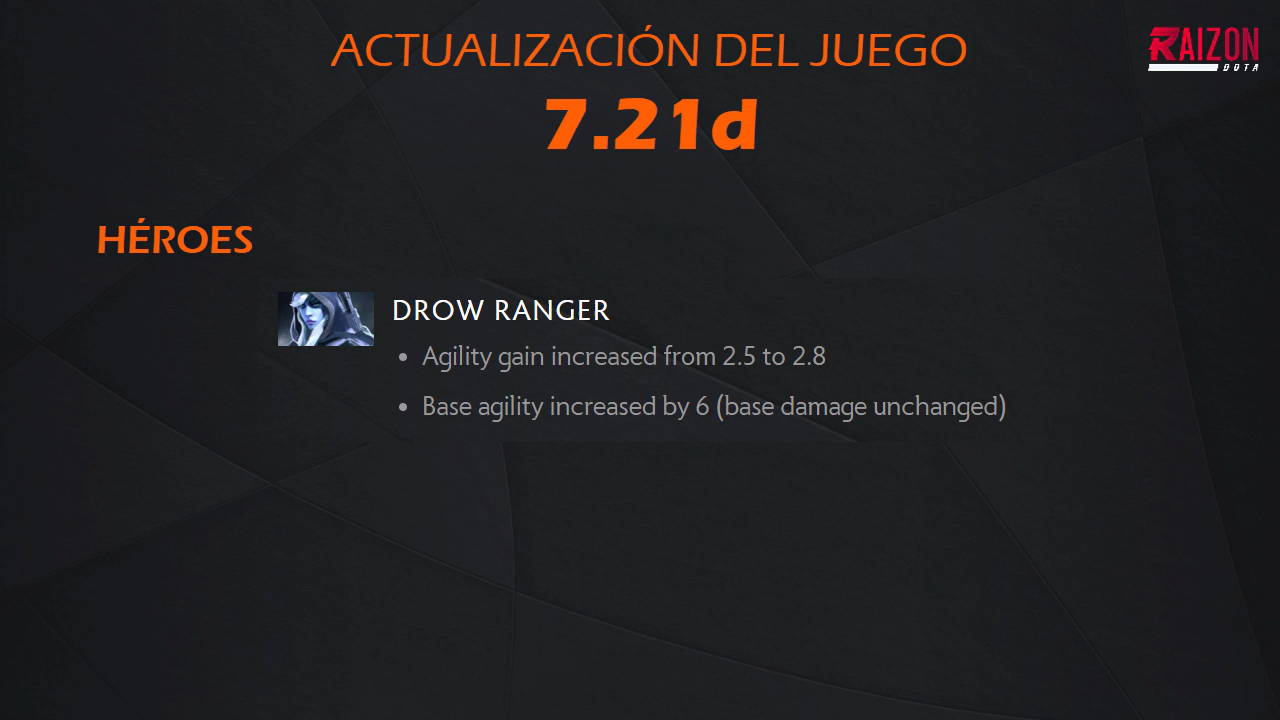 ACTUALIZACIÓN DEL JUEGO
RAIZON
DOTA
7.21d
HÉROES
DROW RANGER
• Agility gain increased from 2.5 to 2.8
• Base agility increased by 6 (base damage unchanged)